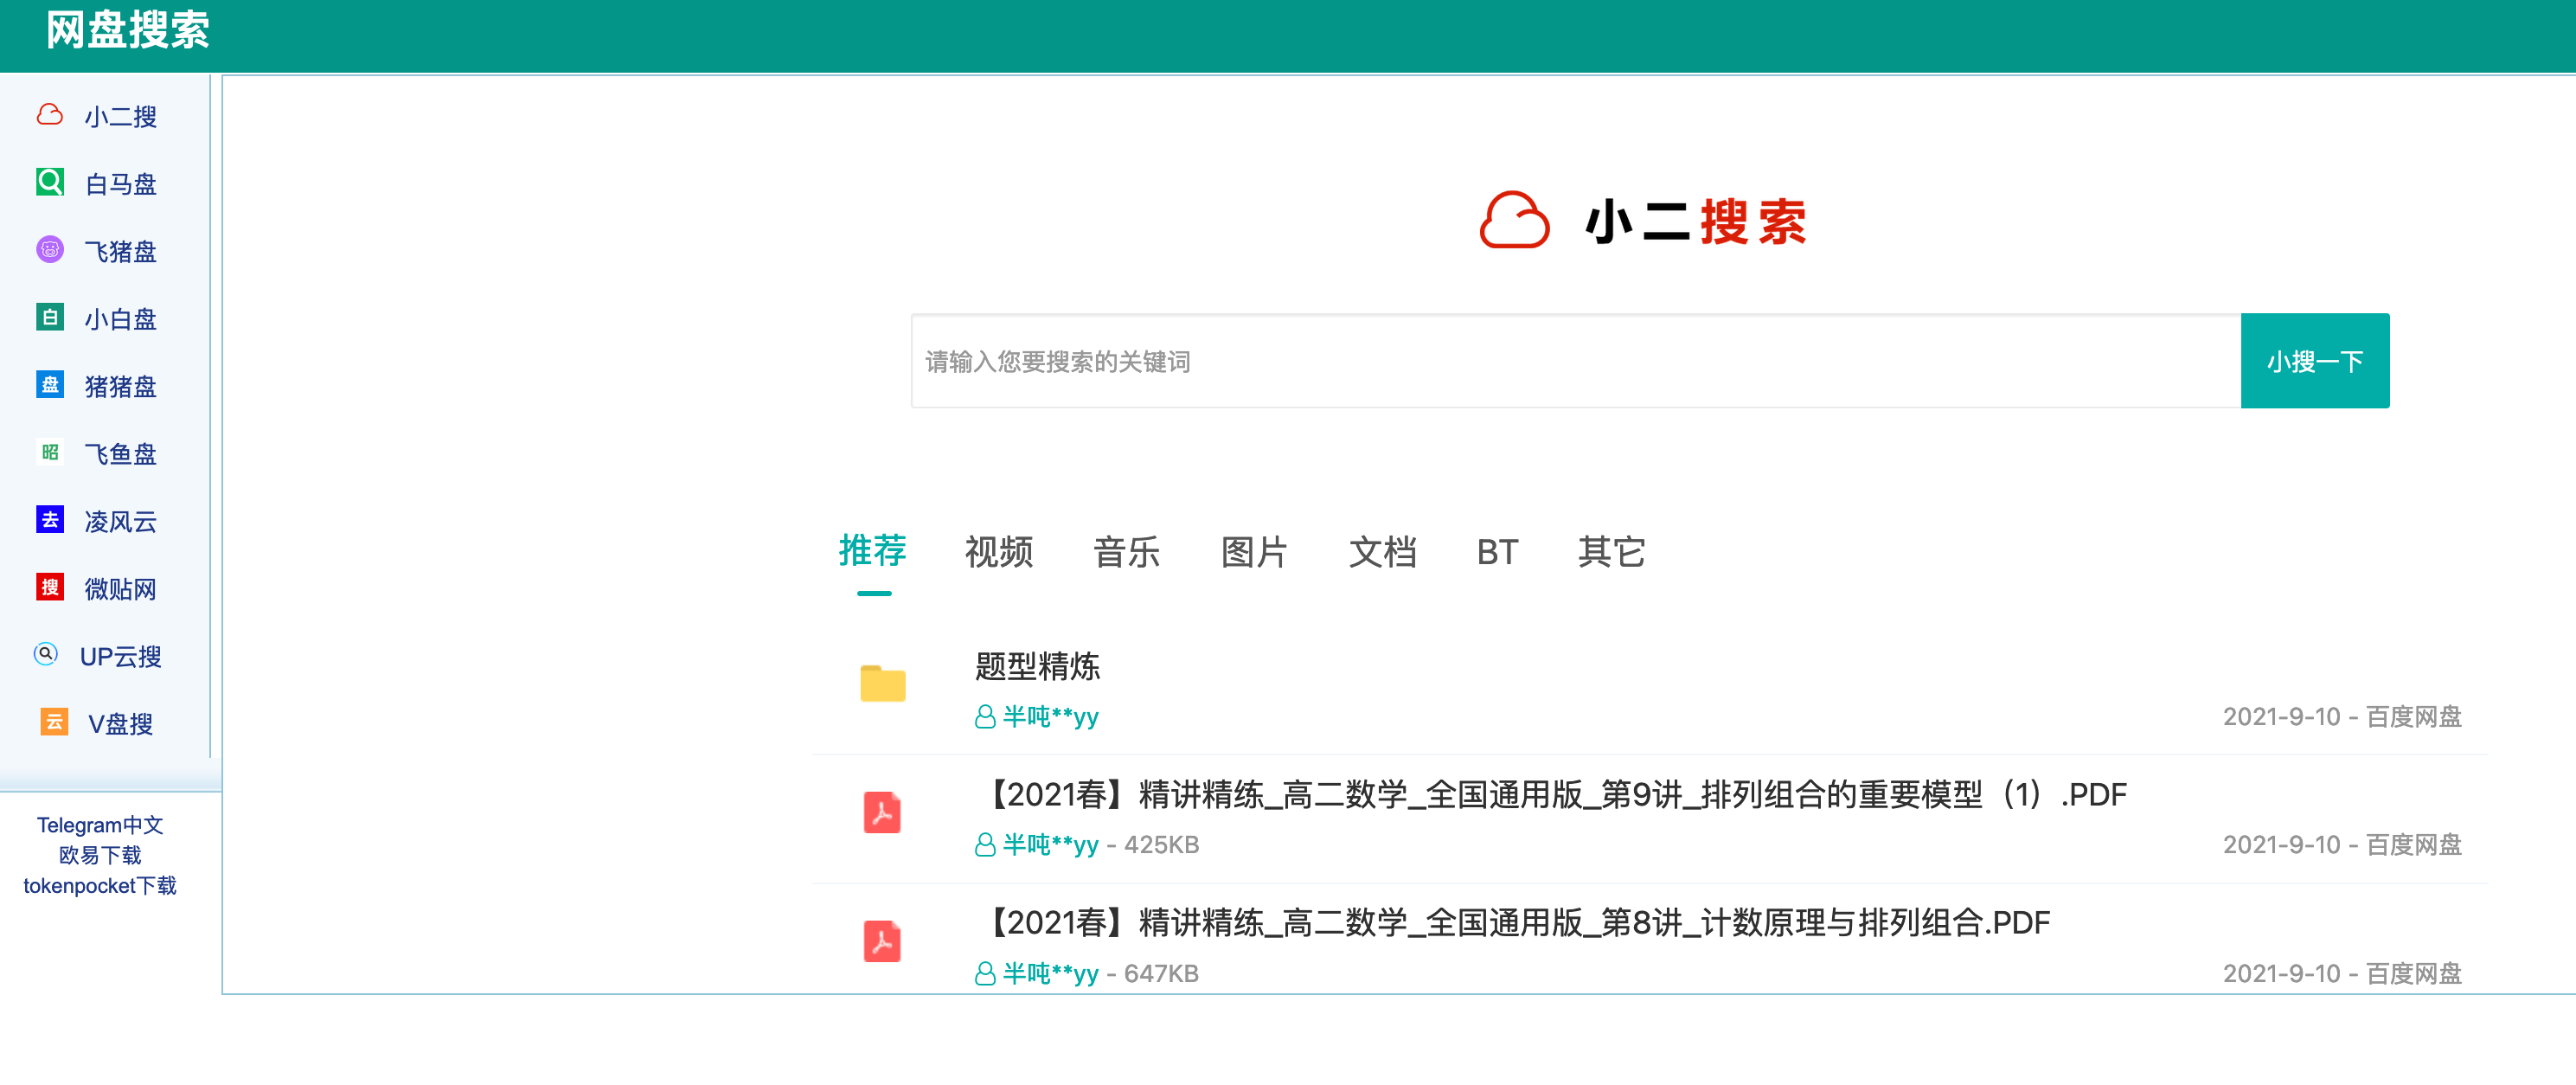 网盘搜索
小二搜
白马盘
飞猪盘
白 小白盘
盘 猪猪盘
昭 飞鱼盘
去 凌风云
搜 微贴网
UP云搜
云 V盘搜
Telegram中文
欧易下载
tokenpocket下载
小二搜索
请输入您要搜索的关键词
小搜一下
推荐 视频 音乐 图片 文档 BT 其它
题型精炼
半吨**yy 2021-9-10 - 百度网盘
【2021春】精讲精练_高二数学_全国通用版_第9讲_排列组合的重要模型（1）.PDF
半吨**yy - 425KB 2021-9-10 - 百度网盘
【2021春】精讲精练_高二数学_全国通用版_第8讲_计数原理与排列组合.PDF
半吨**yy - 647KB 2021-9-10 - 百度网盘